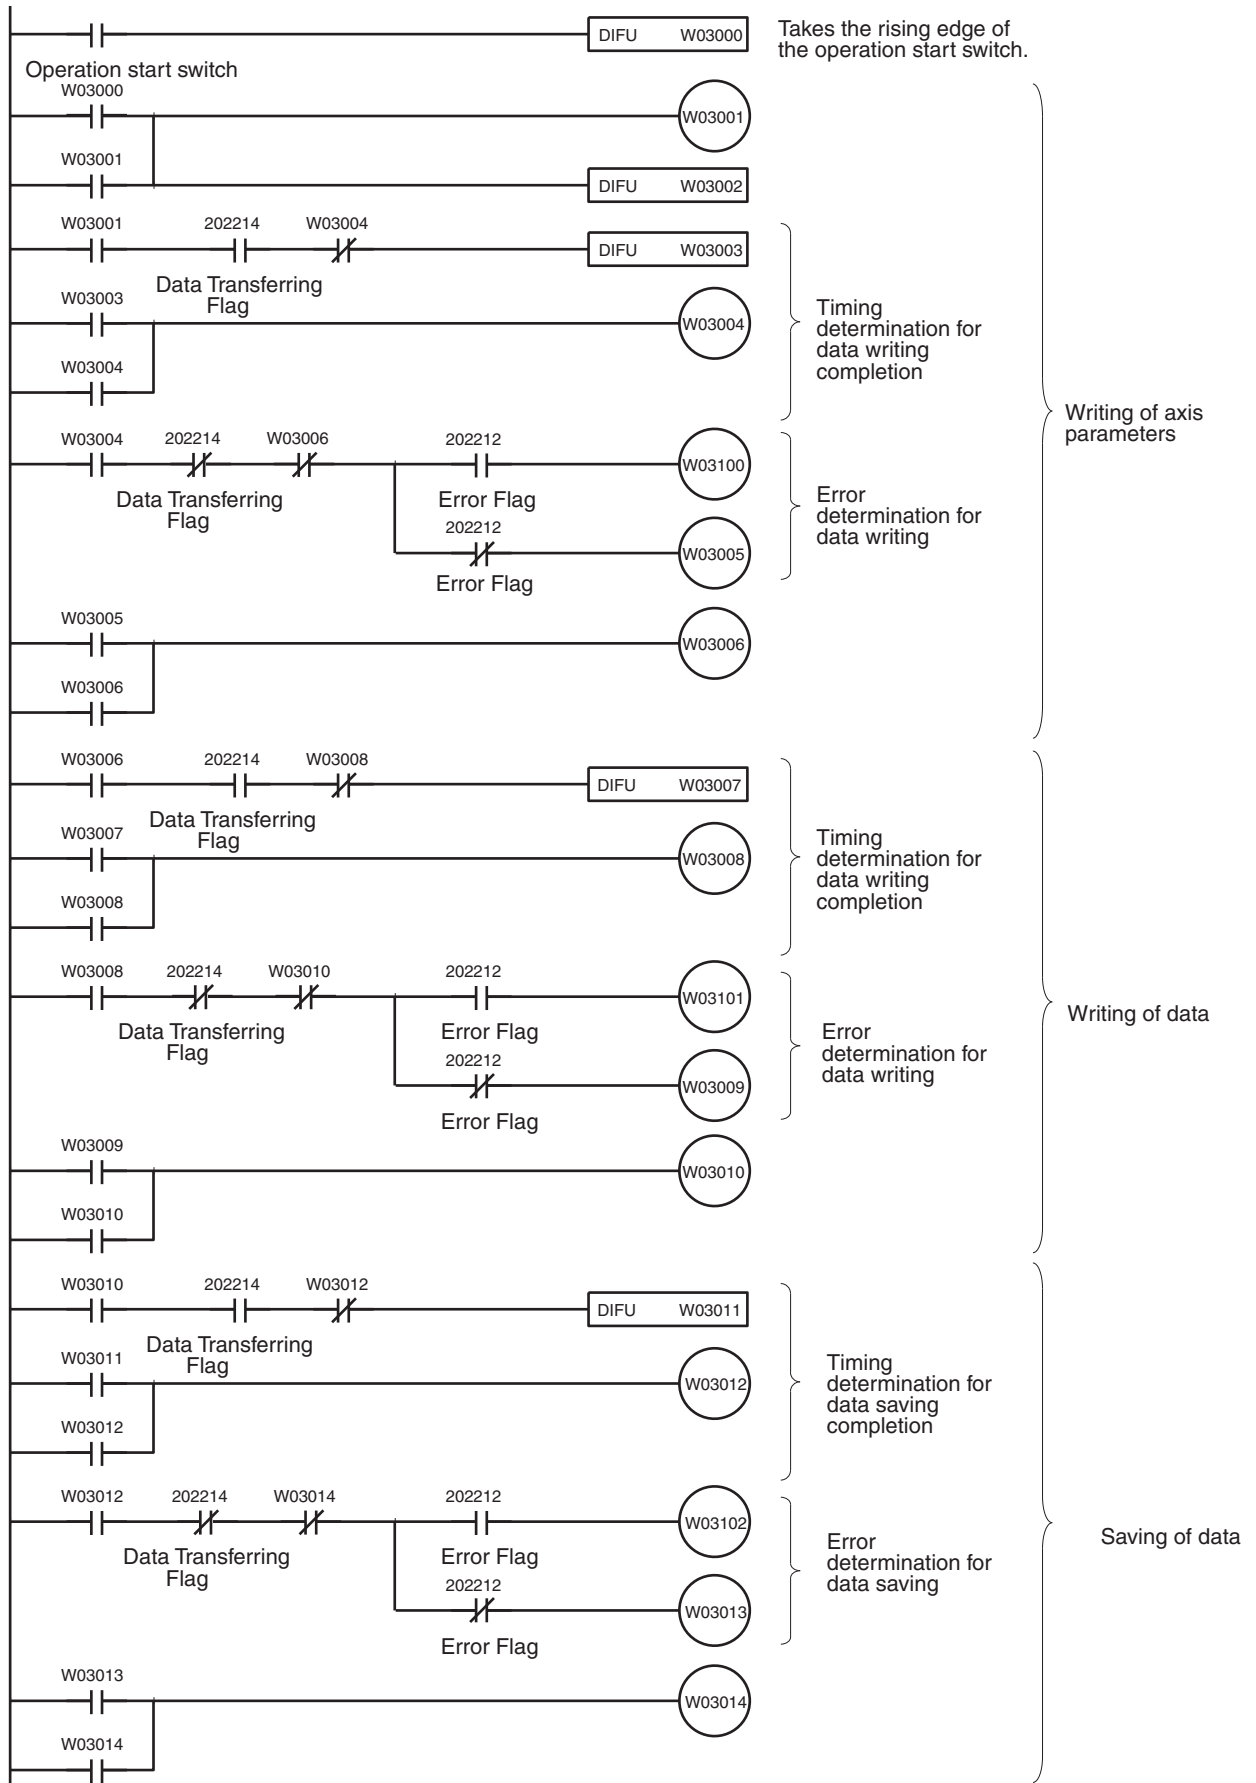 DIFU W03000
Takes the rising edge of
the operation start switch.
Operation start switch
W03000
W03001
W03001
DIFU W03002
W03001 202214 W03004
DIFU W03003
Data Transferring
Flag
W03003
W03004
W03004
Timing
determination for
data writing
completion
Writing of axis
parameters
W03004 202214 W03006 202212
W03100
Data Transferring
Flag
Error Flag
202212
W03005
Error Flag
Error
determination for
data writing
W03005
W03006
W03006
W03006 202214 W03008
DIFU W03007
Data Transferring
Flag
W03007
W03008
W03008
Timing
determination for
data writing
completion
W03008 202214 W03010 202212
W03101
Data Transferring
Flag
Error Flag
202212
W03009
Error Flag
Error
determination for
data writing
Writing of data
W03009
W03010
W03010
W03010 202214 W03012
DIFU W03011
Data Transferring
Flag
W03011
W03012
W03012
Timing
determination for
data saving
completion
W03012 202214 W03014 202212
W03102
Data Transferring
Flag
Error Flag
202212
W03013
Error Flag
Error
determination for
data saving
Saving of data
W03013
W03014
W03014